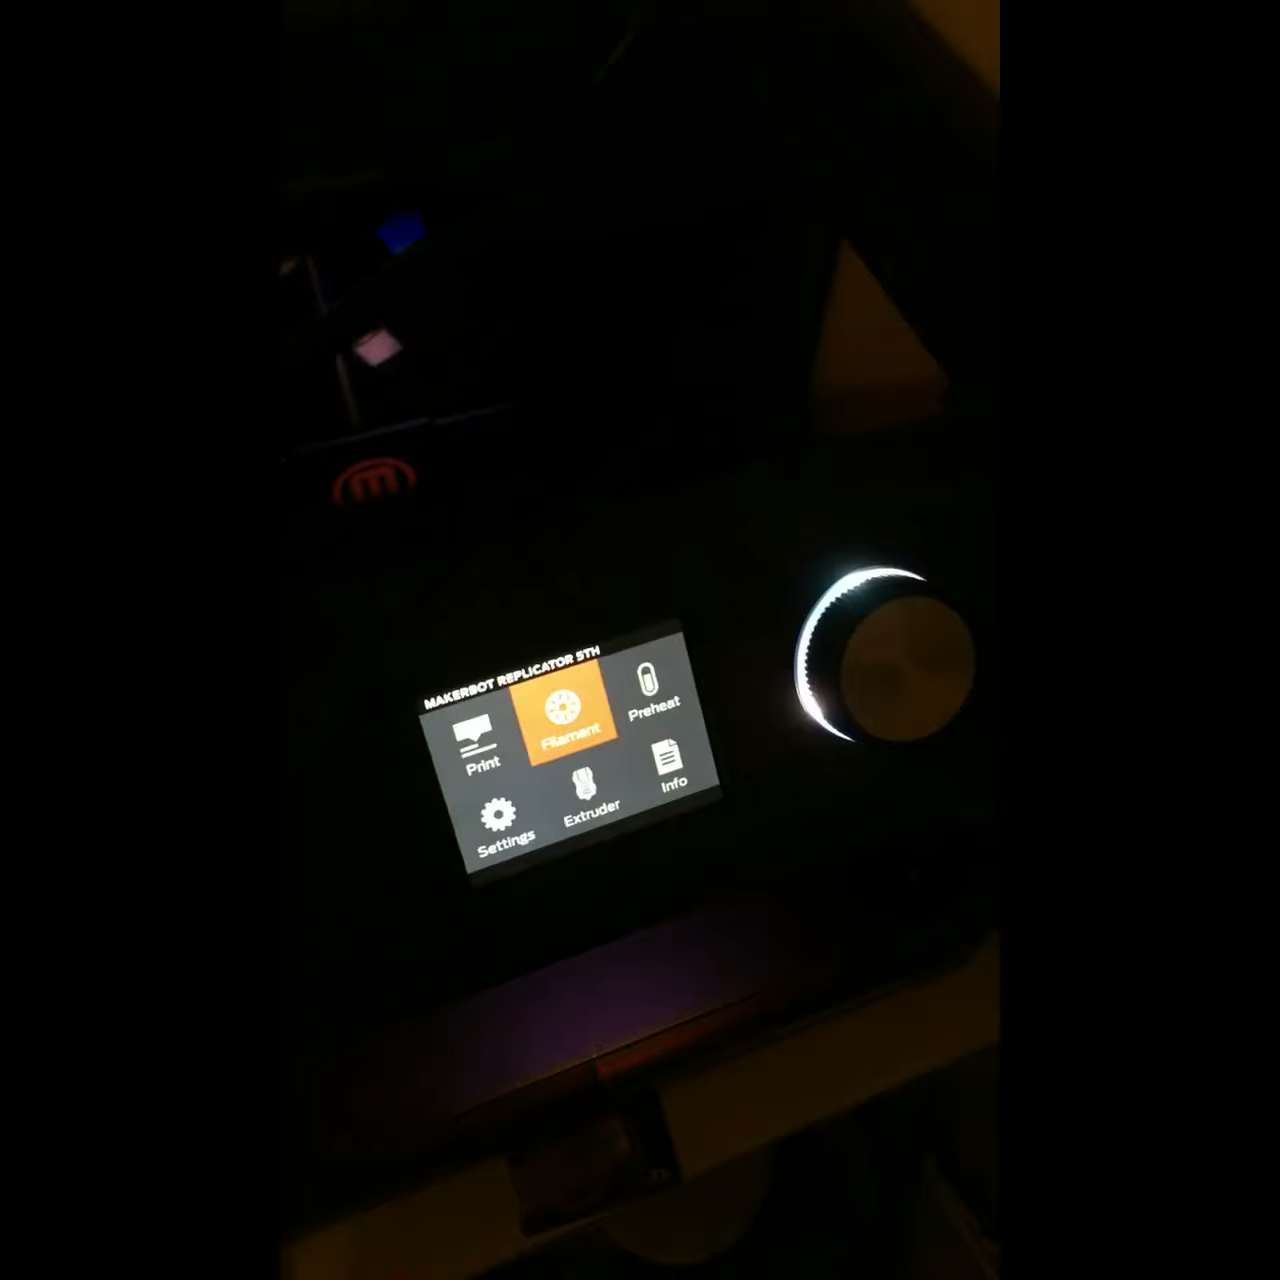 MAKERBOT REPLICATOR 5TH
Print
Filament
Preheat
Settings
Extruder
Info